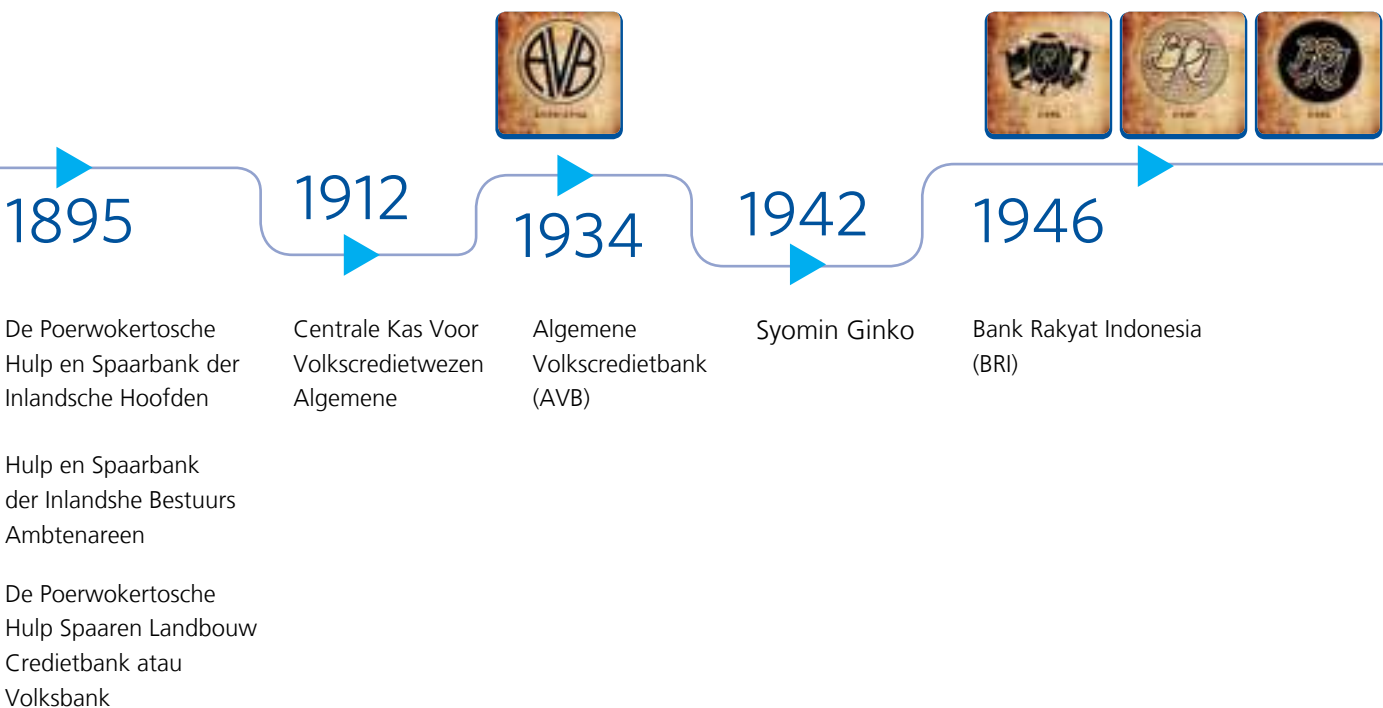 AVB
BRI
BRI
1895
De Poerwokertosche
Hulp en Spaarbank der
Inlandsche Hoofden
Hulp en Spaarbank
der Inlandshe Bestuurs
Ambtenareen
De Poerwokertosche
Hulp Spaaren Landbouw
Credietbank atau
Volksbank
1912
Centrale Kas Voor
Volkscredietwezen
Algemene
1934
Algemene
Volkscredietbank
(AVB)
1942
Syomin Ginko
1946
Bank Rakyat Indonesia
(BRI)